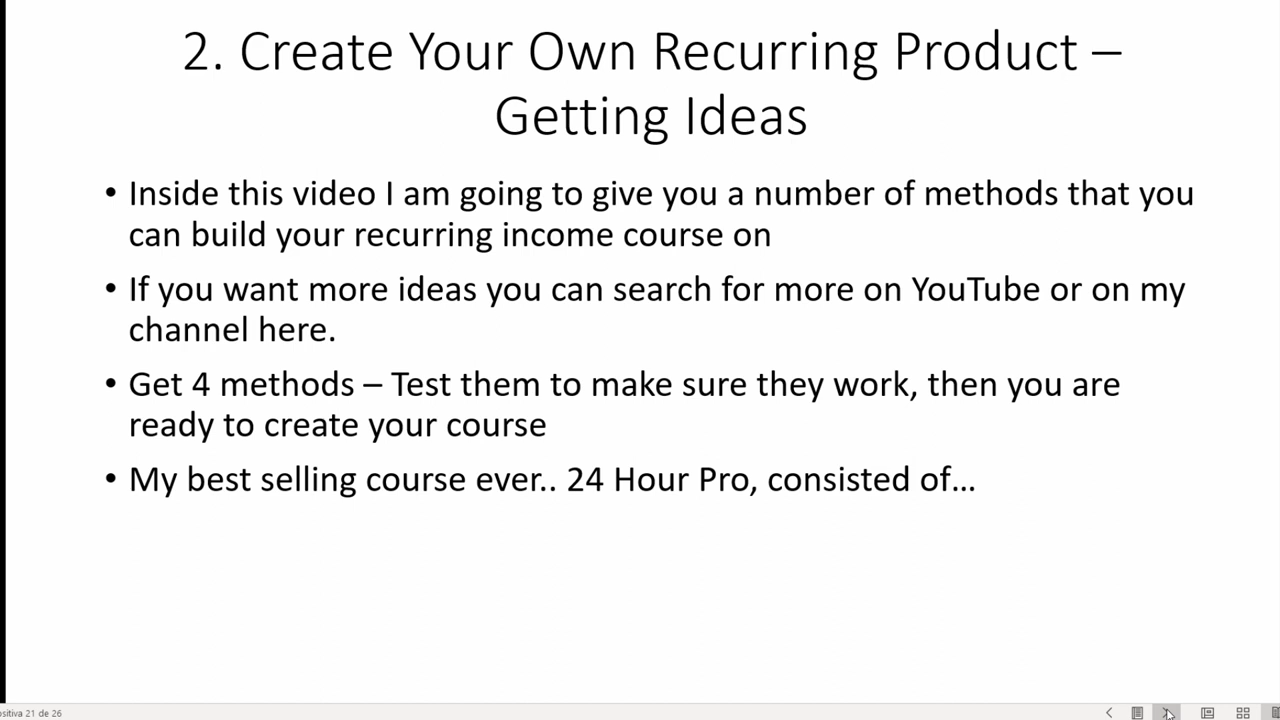 2. Create Your Own Recurring Product –
Getting Ideas
• Inside this video I am going to give you a number of methods that you
can build your recurring income course on
• If you want more ideas you can search for more on YouTube or on my
channel here.
• Get 4 methods – Test them to make sure they work, then you are
ready to create your course
• My best selling course ever.. 24 Hour Pro, consisted of...
ositiva 21 de 26